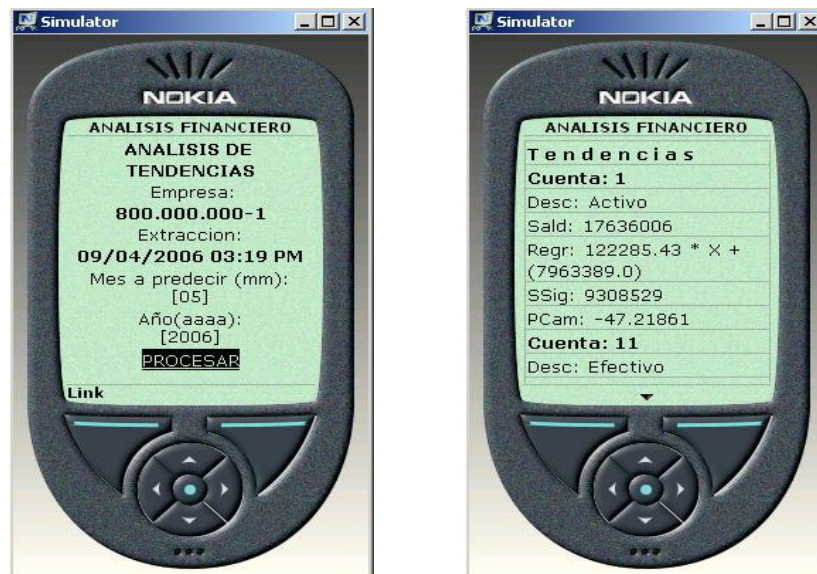 Simulator
NOKIA
ANALISIS FINANCIERO
ANALISIS DE
TENDENCIAS
Empresa:
800.000.000-1
Extraccion:
09/04/2006 03:19 PM
Mes a predecir (mm):
[05]
Año(aaaa):
[2006]
PROCESAR
Link
Simulator
NOKIA
ANALISIS FINANCIERO
Tendencias
Cuenta: 1
Desc: Activo
Sald: 17636006
Regr: 122285.43 * X +
(7963389.0)
SSig: 9308529
PCam: -47.21861
Cuenta: 11
Desc: Efectivo